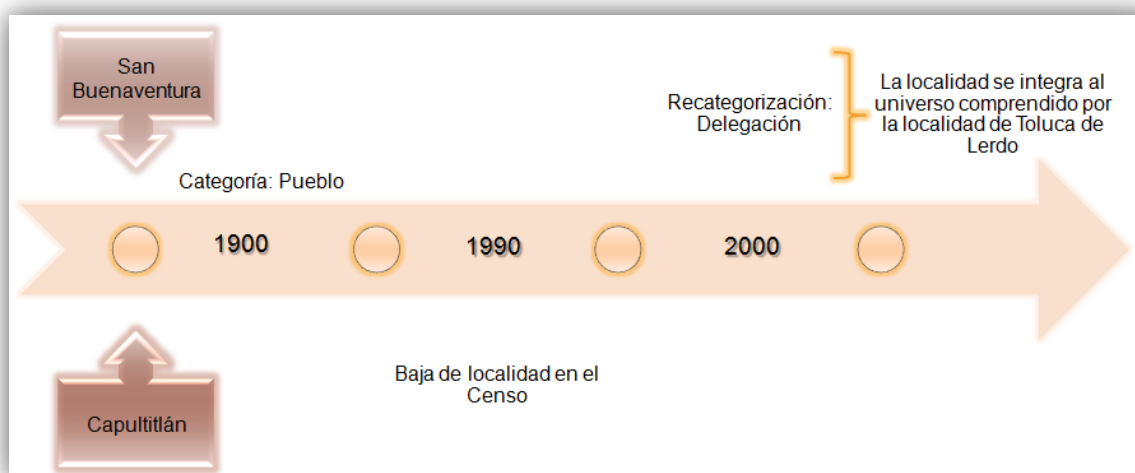 San
Buenaventura
Recategorización:
Delegación
La localidad se integra al
universo comprendido por
la localidad de Toluca de
Lerdo
Categoría: Pueblo
1900
1990
2000
Baja de localidad en el
Censo
Capultitlán